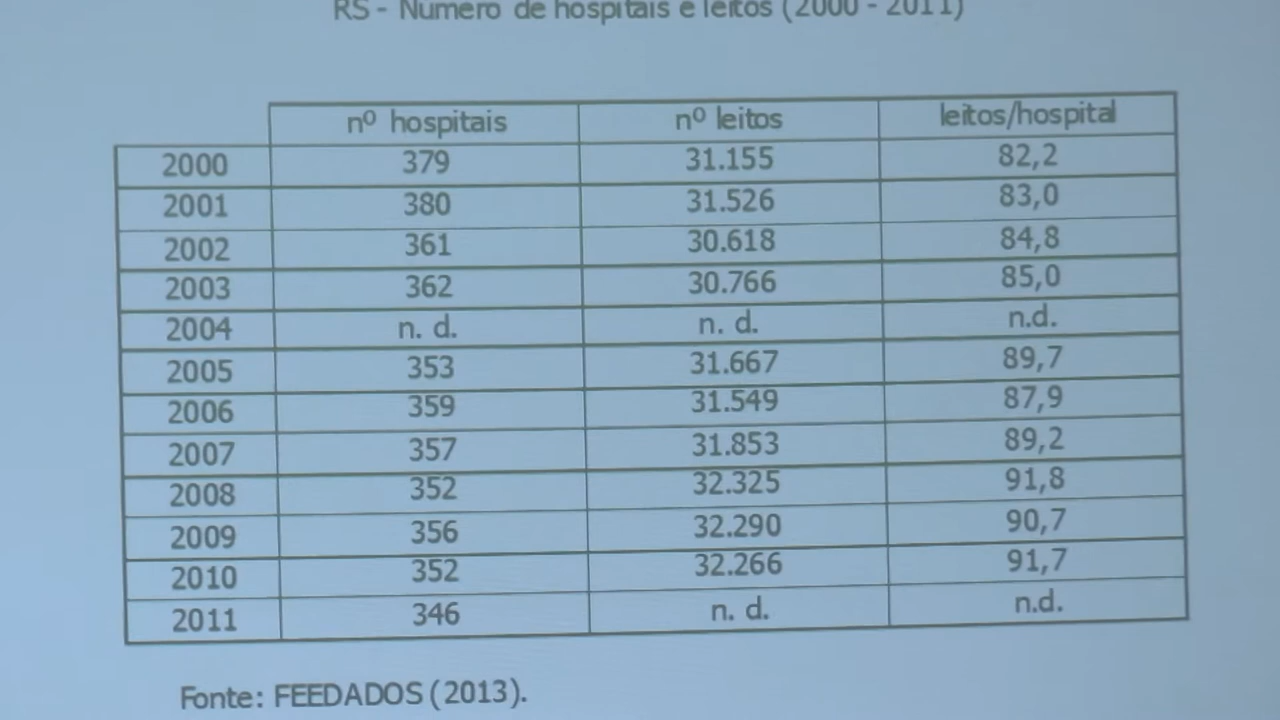 RS - Numero de hospitais e leitos (2000 - 2011)
nº hospitais nº leitos leitos/hospital
2000 379 31.155 82,2
2001 380 31.526 83,0
2002 361 30.618 84,8
2003 362 30.766 85,0
2004 n. d. n. d. n.d.
2005 353 31.667 89,7
2006 359 31.549 87,9
2007 357 31.853 89,2
2008 352 32.325 91,8
2009 356 32.290 90,7
2010 352 32.266 91,7
2011 346 n. d. n.d.
Fonte: FEEDADOS (2013).